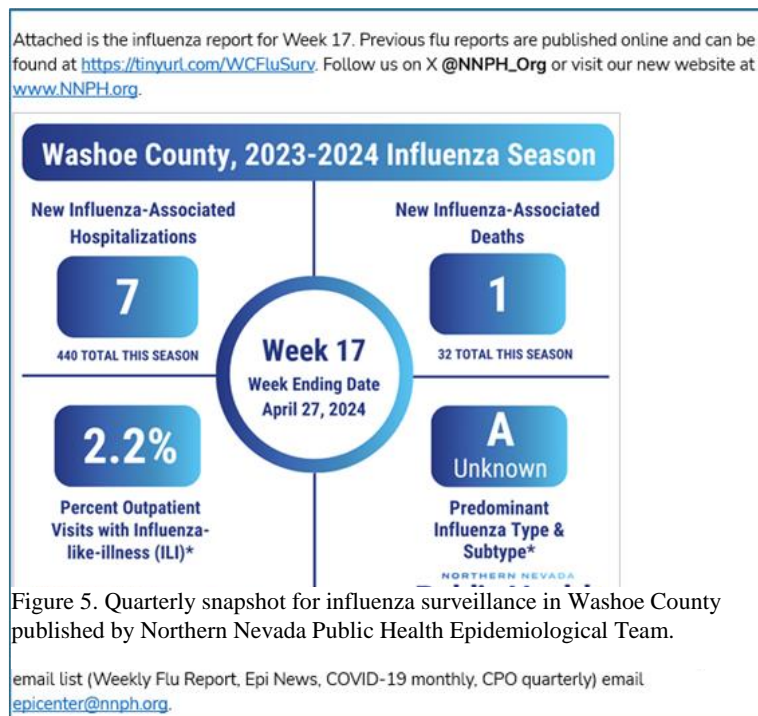 Attached is the influenza report for Week 17. Previous flu reports are published online and can be
found at https://tinyurl.com/WCFluSurv. Follow us on X @NNPH_Org or visit our new website at
www.NNPH.org.
Washoe County, 2023-2024 Influenza Season
New Influenza-Associated
Hospitalizations
7
440 TOTAL THIS SEASON
New Influenza-Associated
Deaths
1
32 TOTAL THIS SEASON
Week 17
Week Ending Date
April 27, 2024
2.2%
Percent Outpatient
Visits with Influenza-
like-illness (ILI)*
A
Unknown
Predominant
Influenza Type &
Subtype*
NORTHERN NEVADA
Figure 5. Quarterly snapshot for influenza surveillance in Washoe County
published by Northern Nevada Public Health Epidemiological Team.
email list (Weekly Flu Report, Epi News, COVID-19 monthly, CPO quarterly) email
epicenter@nnph.org.